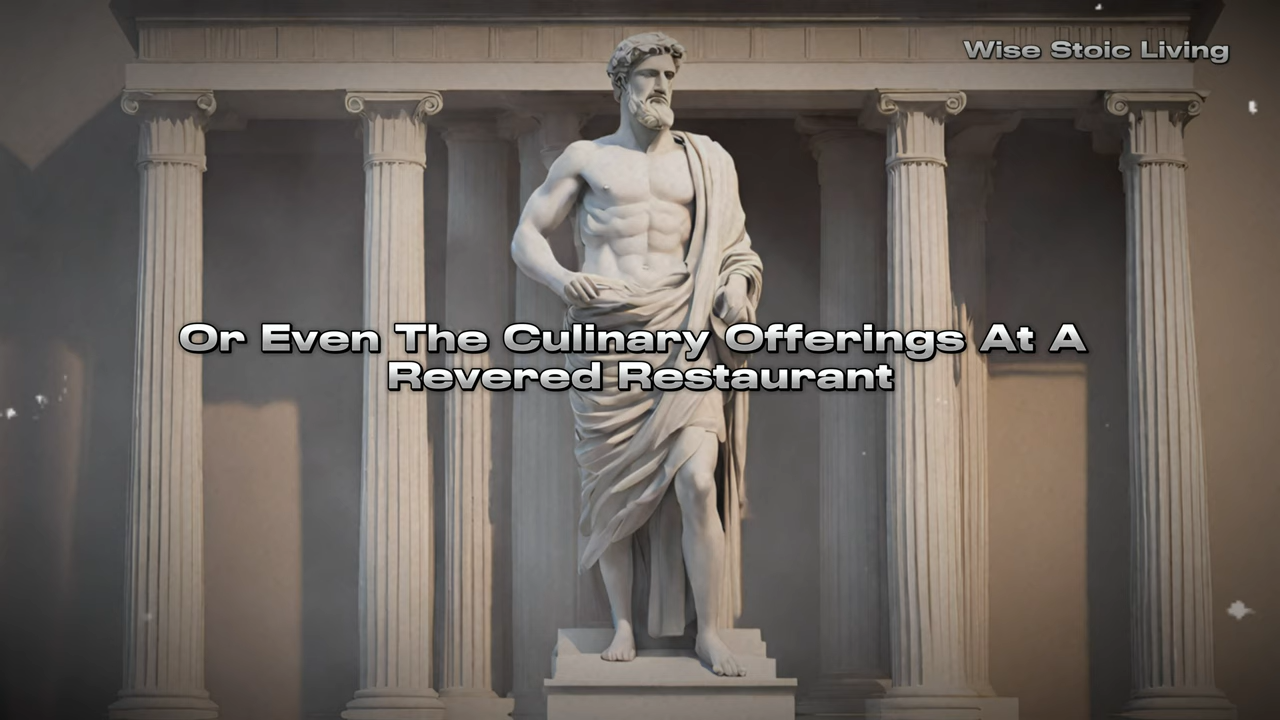 Wise Stoic Living
Or Even The Culinary Offerings At A
Revered Restaurant